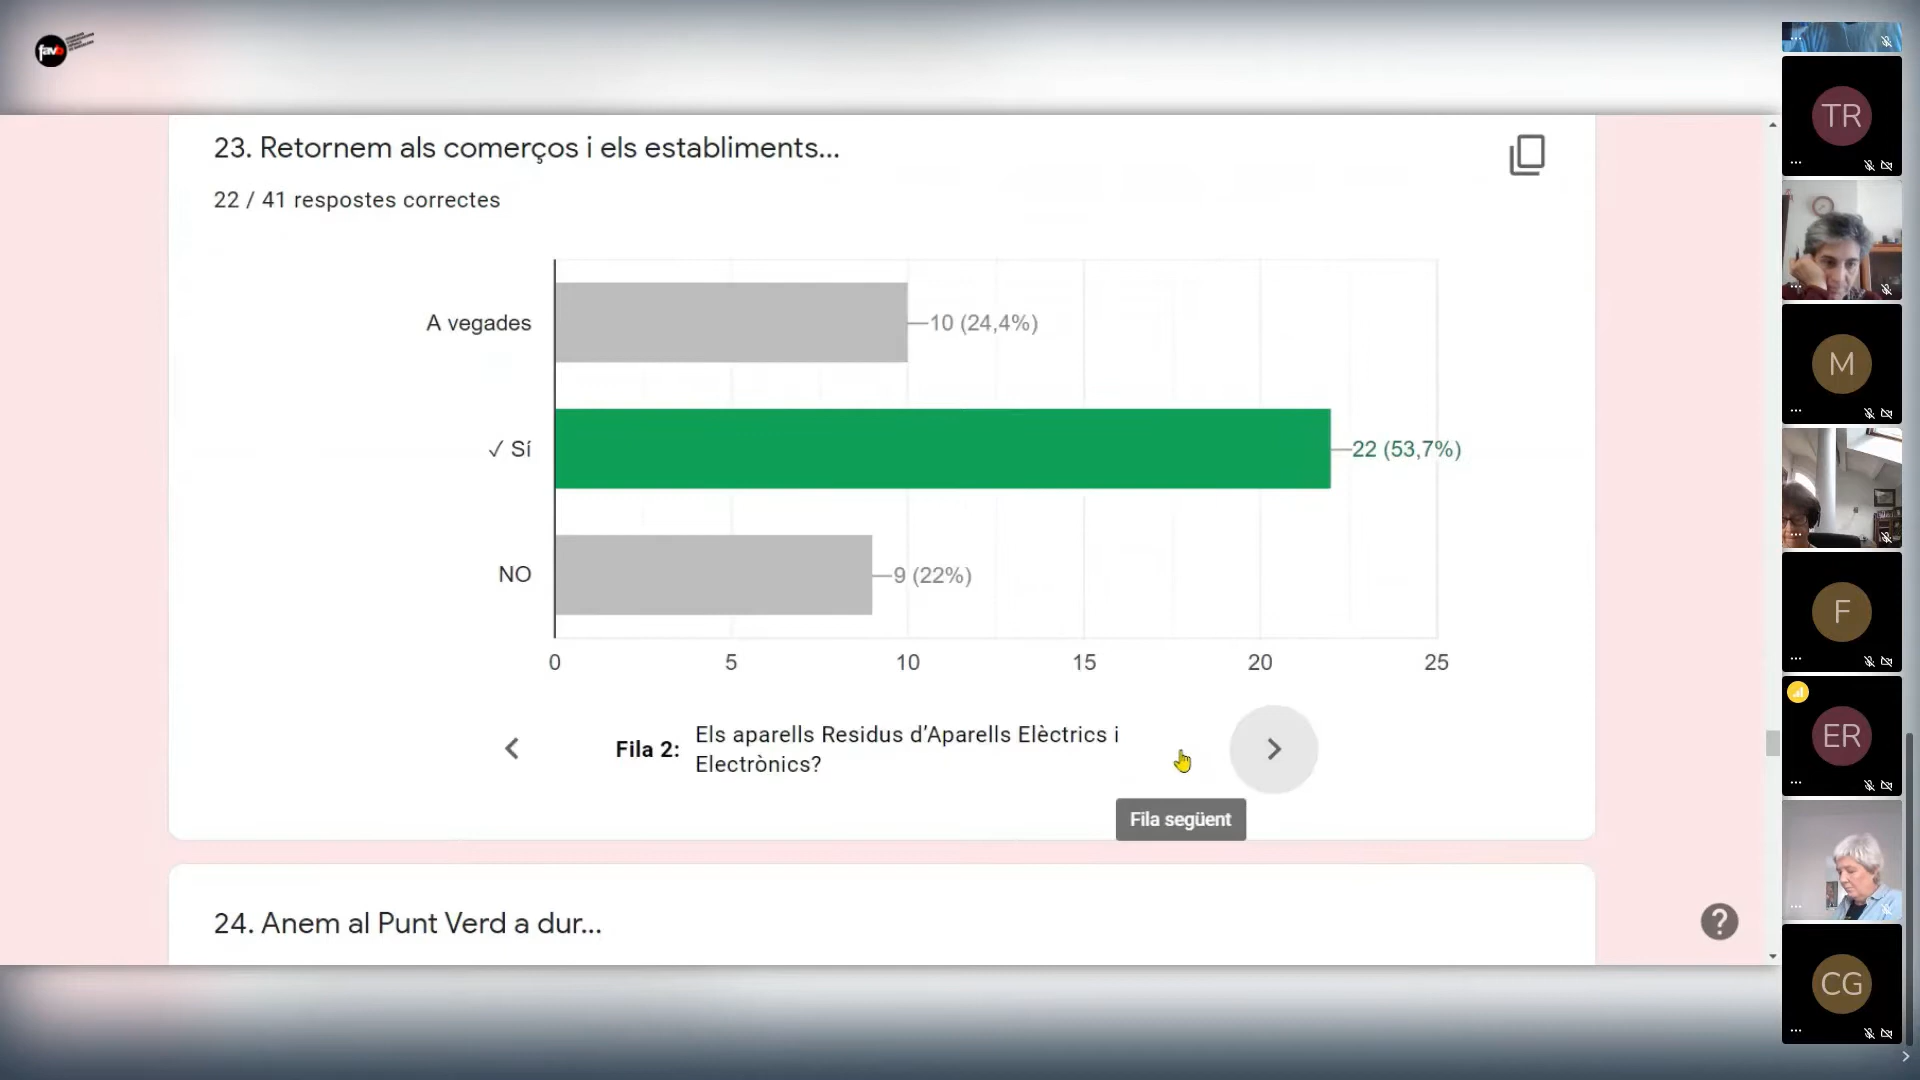 favb
23. Retornem als comerços i els establiments...
22 / 41 respostes correctes
A vegades
10 (24,4%)
✓ Sí
22 (53,7%)
NO
9 (22%)
0 5 10 15 20 25
Fila 2:
Els aparells Residus d’Aparells Elèctrics i
Electrònics?
Fila següent
24. Anem al Punt Verd a dur...
TR
M
F
ER
CG